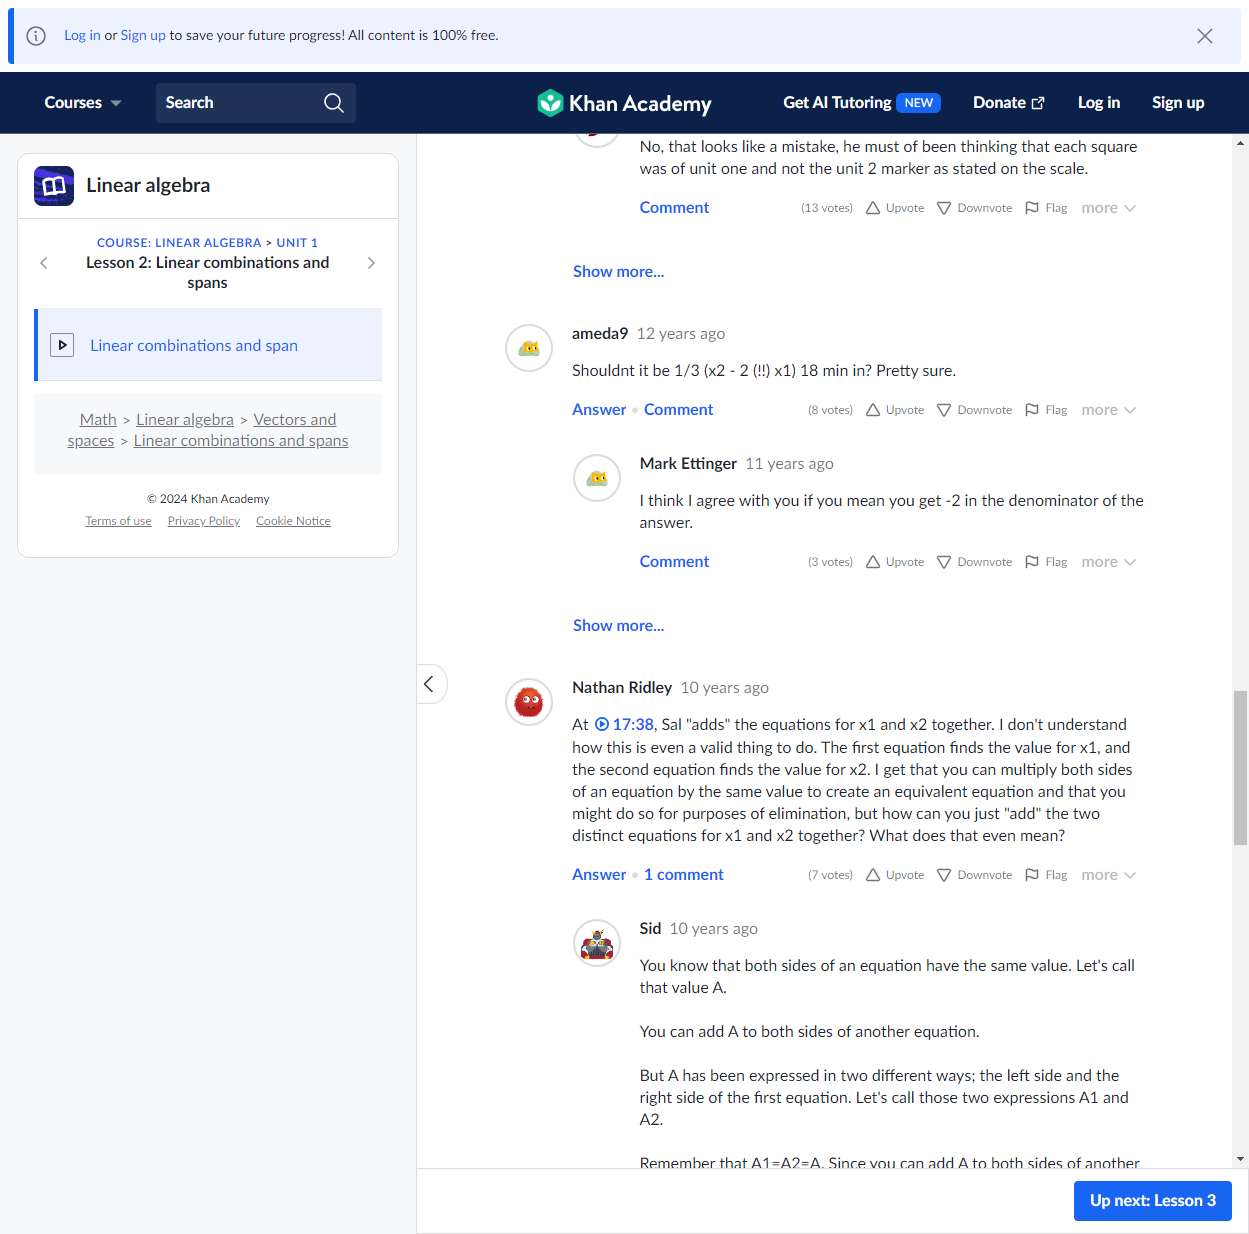 Log in or Sign up to save your future progress! All content is 100% free.
Courses
Search
Khan Academy
Get AI Tutoring NEW
Donate
Log in
Sign up
Linear algebra
COURSE: LINEAR ALGEBRA > UNIT 1
Lesson 2: Linear combinations and
spans
Linear combinations and span
Math > Linear algebra > Vectors and
spaces > Linear combinations and spans
© 2024 Khan Academy
Terms of use Privacy Policy Cookie Notice
No, that looks like a mistake, he must of been thinking that each square
was of unit one and not the unit 2 marker as stated on the scale.
Comment (13 votes) Upvote Downvote Flag more
Show more...
ameda9 12 years ago
Shouldnt it be 1/3 (x2 - 2 (!!) x1) 18 min in? Pretty sure.
Answer • Comment (8 votes) Upvote Downvote Flag more
Mark Ettinger 11 years ago
I think I agree with you if you mean you get -2 in the denominator of the
answer.
Comment (3 votes) Upvote Downvote Flag more
Show more...
Nathan Ridley 10 years ago
At 17:38, Sal "adds" the equations for x1 and x2 together. I don't understand
how this is even a valid thing to do. The first equation finds the value for x1, and
the second equation finds the value for x2. I get that you can multiply both sides
of an equation by the same value to create an equivalent equation and that you
might do so for purposes of elimination, but how can you just "add" the two
distinct equations for x1 and x2 together? What does that even mean?
Answer • 1 comment (7 votes) Upvote Downvote Flag more
Sid 10 years ago
You know that both sides of an equation have the same value. Let's call
that value A.
You can add A to both sides of another equation.
But A has been expressed in two different ways; the left side and the
right side of the first equation. Let's call those two expressions A1 and
A2.
Remember that A1=A2=A. Since you can add A to both sides of another
Up next: Lesson 3